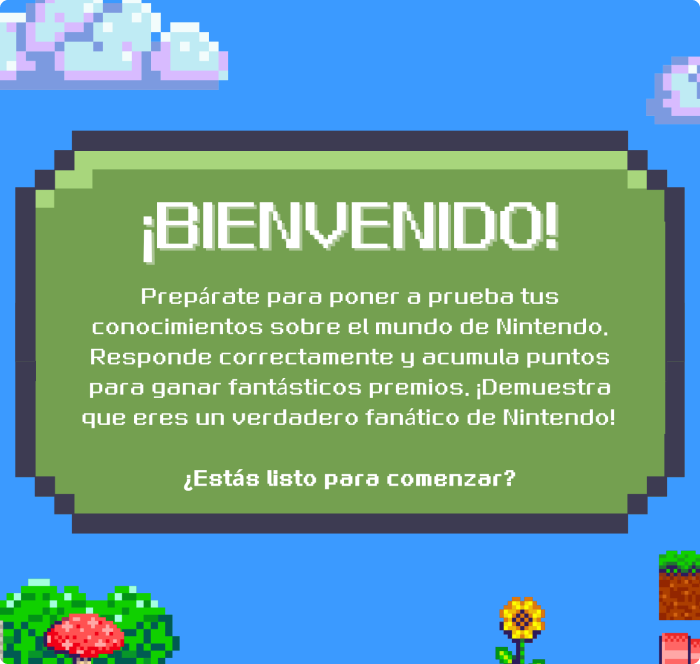 ¡BIENVENIDO!
Prepárate para poner a prueba tus
conocimientos sobre el mundo de Nintendo.
Responde correctamente y acumula puntos
para ganar fantásticos premios. ¡Demuestra
que eres un verdadero fanático de Nintendo!
¿Estás listo para comenzar?